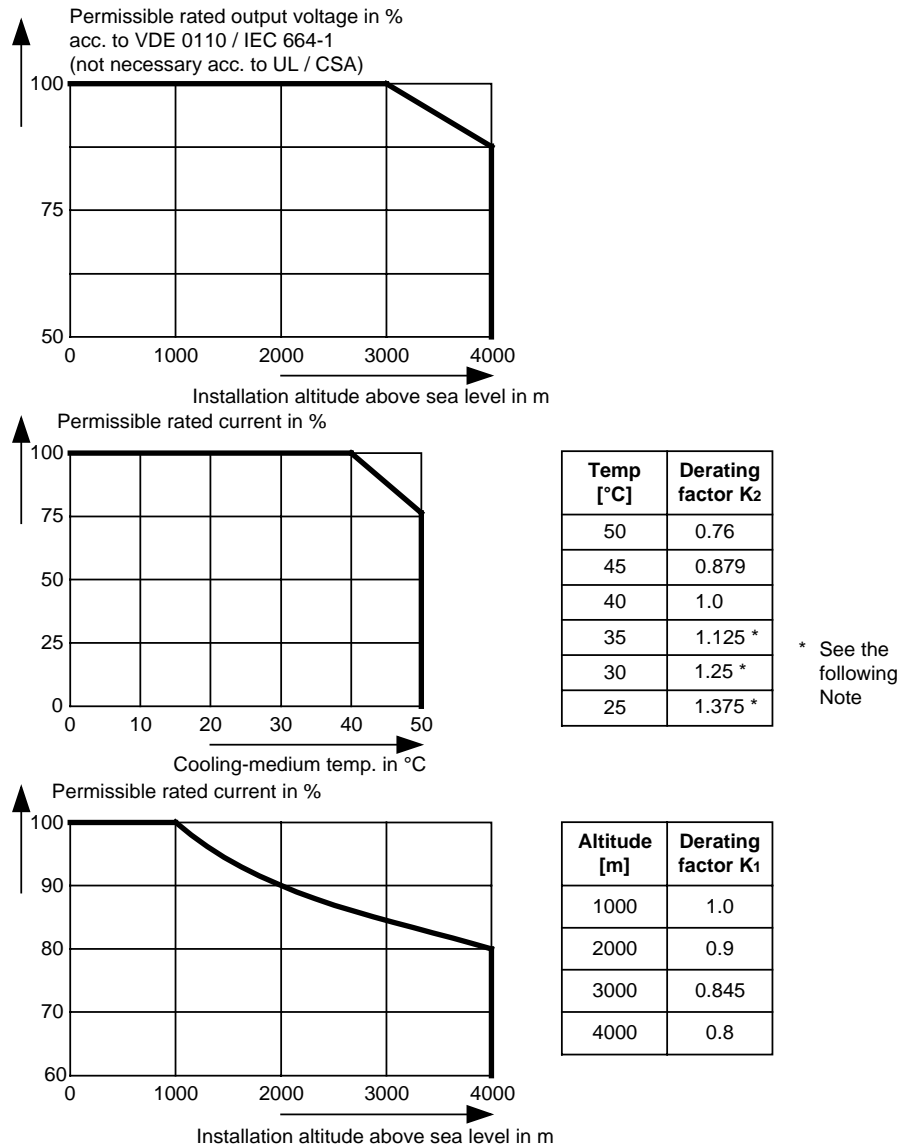 Permissible rated output voltage in %
acc. to VDE 0110 / IEC 664-1
(not necessary acc. to UL / CSA)
100
75
50
0 1000 2000 3000 4000
Installation altitude above sea level in m
Permissible rated current in %
100
75
50
25
0
0 10 20 30 40 50
Cooling-medium temp. in °C
Temp [°C] Derating factor K2
50 0.76
45 0.879
40 1.0
35 1.125 *
30 1.25 *
25 1.375 *
* See the
following
Note
Permissible rated current in %
100
90
80
70
60
0 1000 2000 3000 4000
Installation altitude above sea level in m
Altitude [m] Derating factor K1
1000 1.0
2000 0.9
3000 0.845
4000 0.8